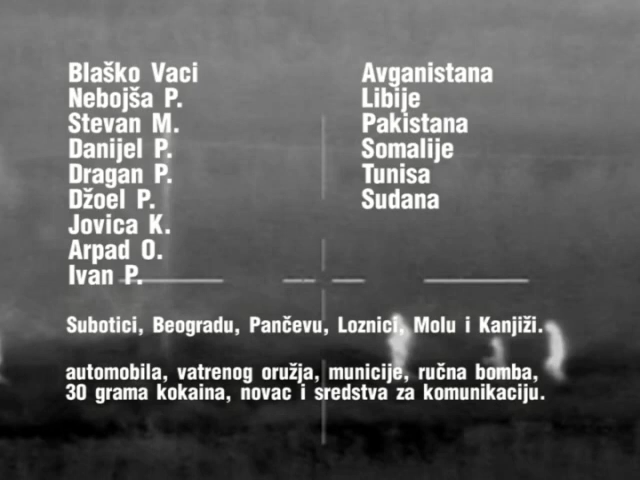 Blaško Vaci
Nebojša P.
Stevan M.
Danijel P.
Dragan P.
Džoel P.
Jovica K.
Arpad O.
Ivan P.
Avganistana
Libije
Pakistana
Somalije
Tunisa
Sudana
Subotici, Beogradu, Pančevu, Loznici, Molu i Kanjiži.
automobila, vatrenog oružja, municije, ručna bomba,
30 grama kokaina, novac i sredstva za komunikaciju.